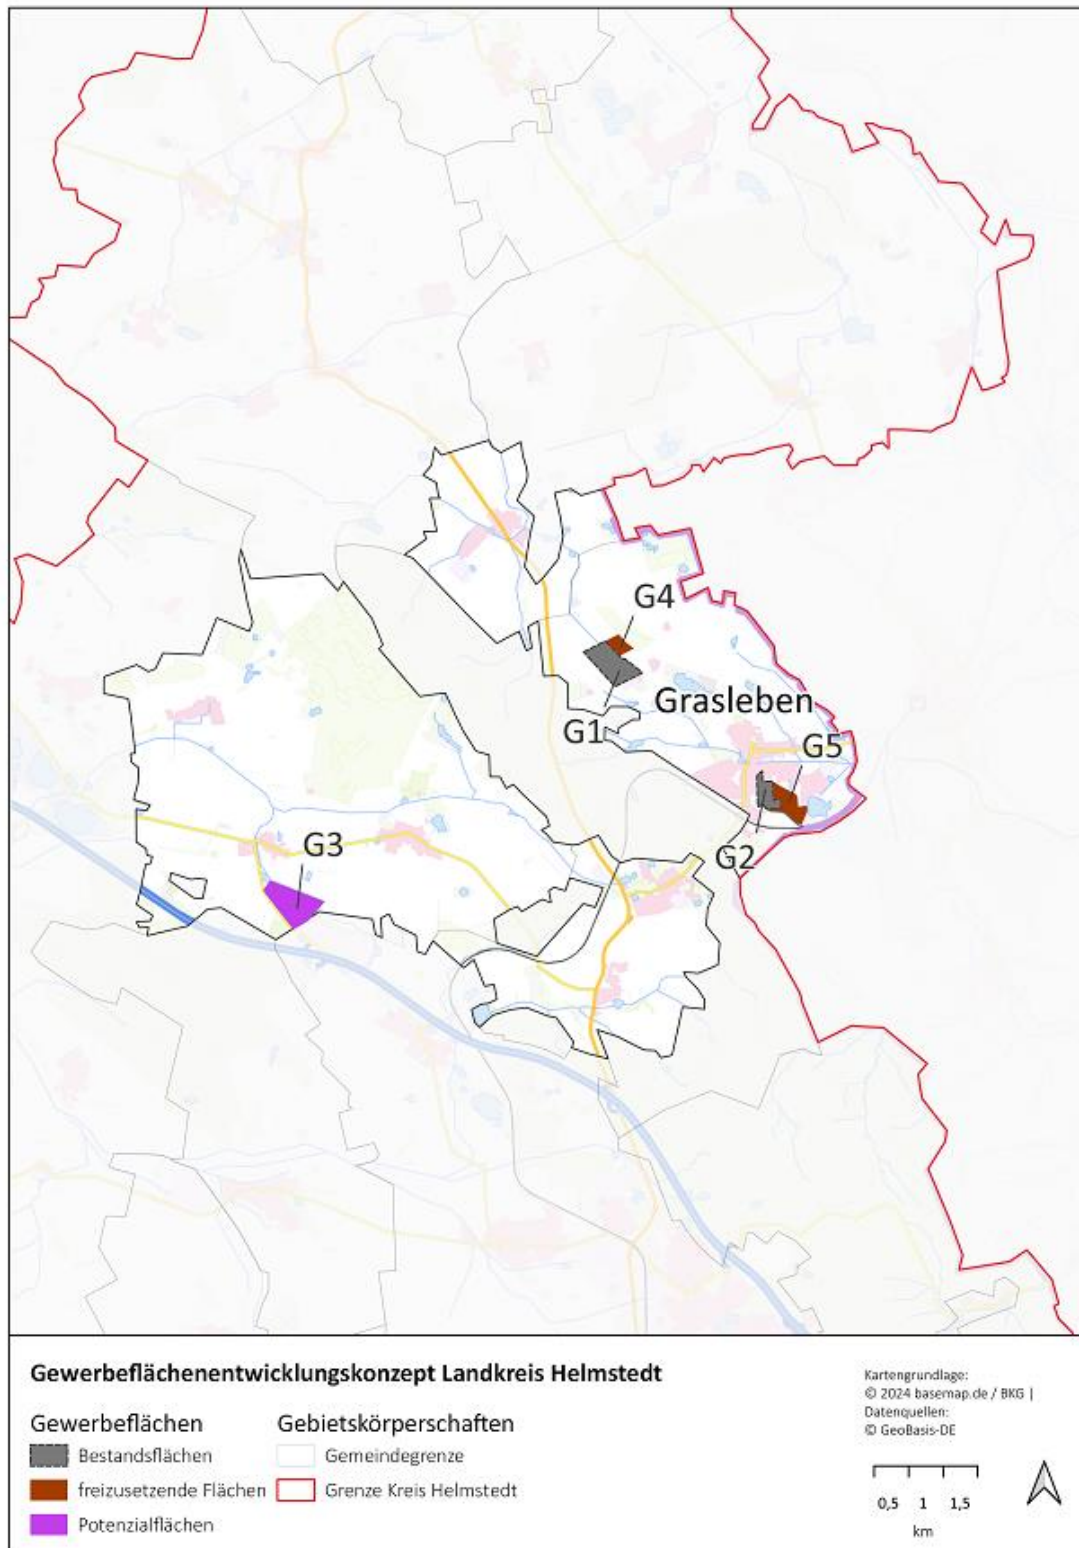 G4
Grasleben
G1
G5
G3
G2
Gewerbeflächenentwicklungskonzept Landkreis Helmstedt
Gewerbeflächen
Bestandsflächen
freizusetzende Flächen
Potenzialflächen
Gebietskörperschaften
Gemeindegrenze
Grenze Kreis Helmstedt
Kartengrundlage:
© 2024 basemap.de / BKG |
Datenquellen:
© GeoBasis-DE
0,5 1 1,5
km